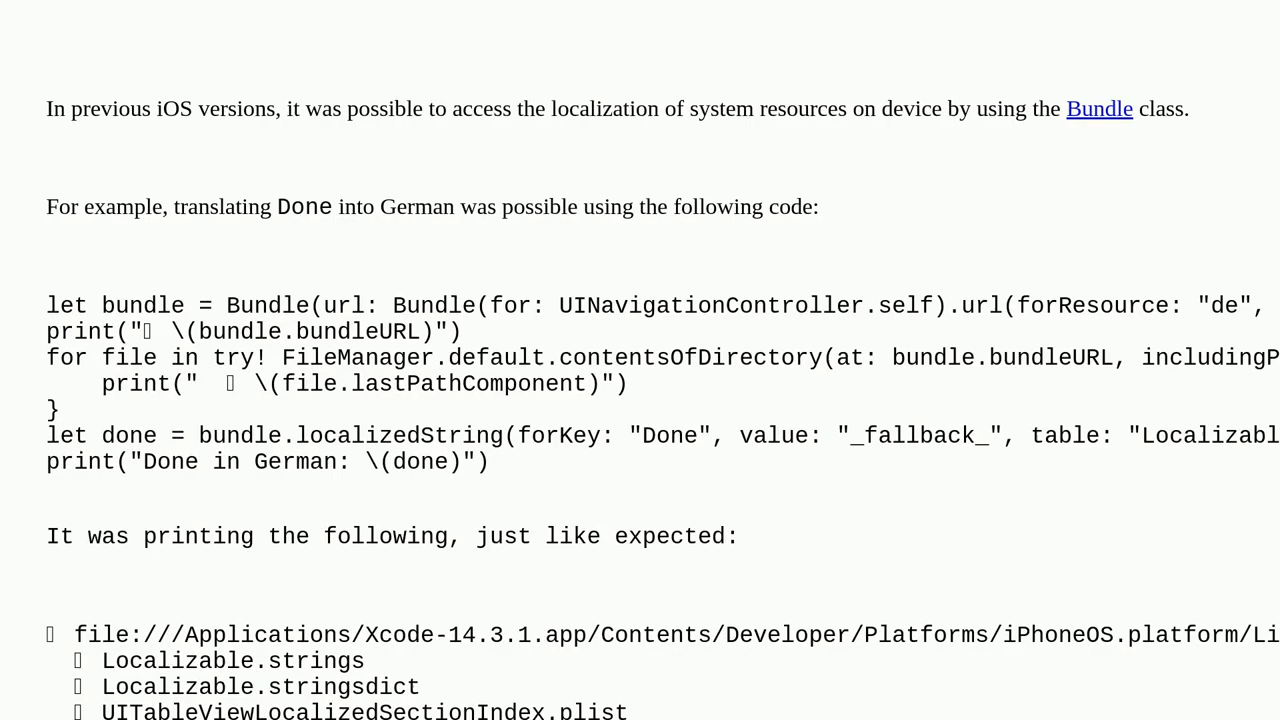 In previous iOS versions, it was possible to access the localization of system resources on device by using the Bundle class.
For example, translating Done into German was possible using the following code:
let bundle = Bundle(url: Bundle(for: UINavigationController.self).url(forResource: "de",
print("▯ \(bundle.bundleURL)")
for file in try! FileManager.default.contentsOfDirectory(at: bundle.bundleURL, includingP
    print("  ▯ \(file.lastPathComponent)")
}
let done = bundle.localizedString(forKey: "Done", value: "_fallback_", table: "Localizabl
print("Done in German: \(done)")
It was printing the following, just like expected:
▯ file:///Applications/Xcode-14.3.1.app/Contents/Developer/Platforms/iPhoneOS.platform/Li
  ▯ Localizable.strings
  ▯ Localizable.stringsdict
  ▯ UITableViewLocalizedSectionIndex.plist